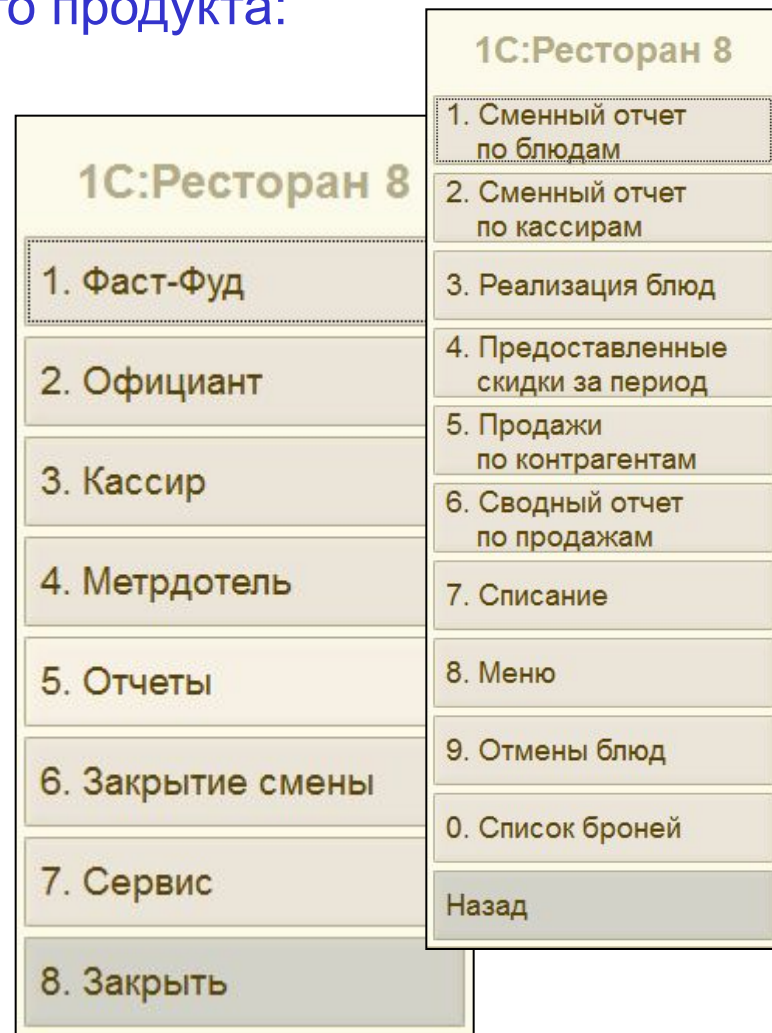 го продукта:
1С:Ресторан 8
1. Фаст-Фуд
2. Официант
3. Кассир
4. Метрдотель
5. Отчеты
6. Закрытие смены
7. Сервис
8. Закрыть
1С:Ресторан 8
1. Сменный отчет
по блюдам
2. Сменный отчет
по кассирам
3. Реализация блюд
4. Предоставленные
скидки за период
5. Продажи
по контрагентам
6. Сводный отчет
по продажам
7. Списание
8. Меню
9. Отмены блюд
0. Список броней
Назад